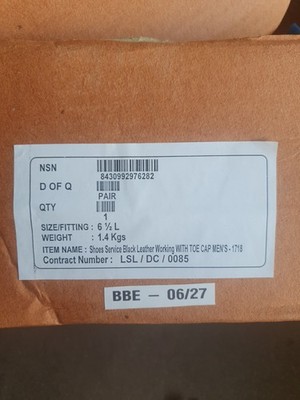 NSN
8430992976282
D OF Q
PAIR
QTY
1
SIZE/FITTING : 6 ½ L
WEIGHT : 1.4 Kgs
ITEM NAME : Shoes Service Black Leather Working WITH TOE CAP MEN'S - 1718
Contract Number : LSL / DC / 0085
BBE - 06/27